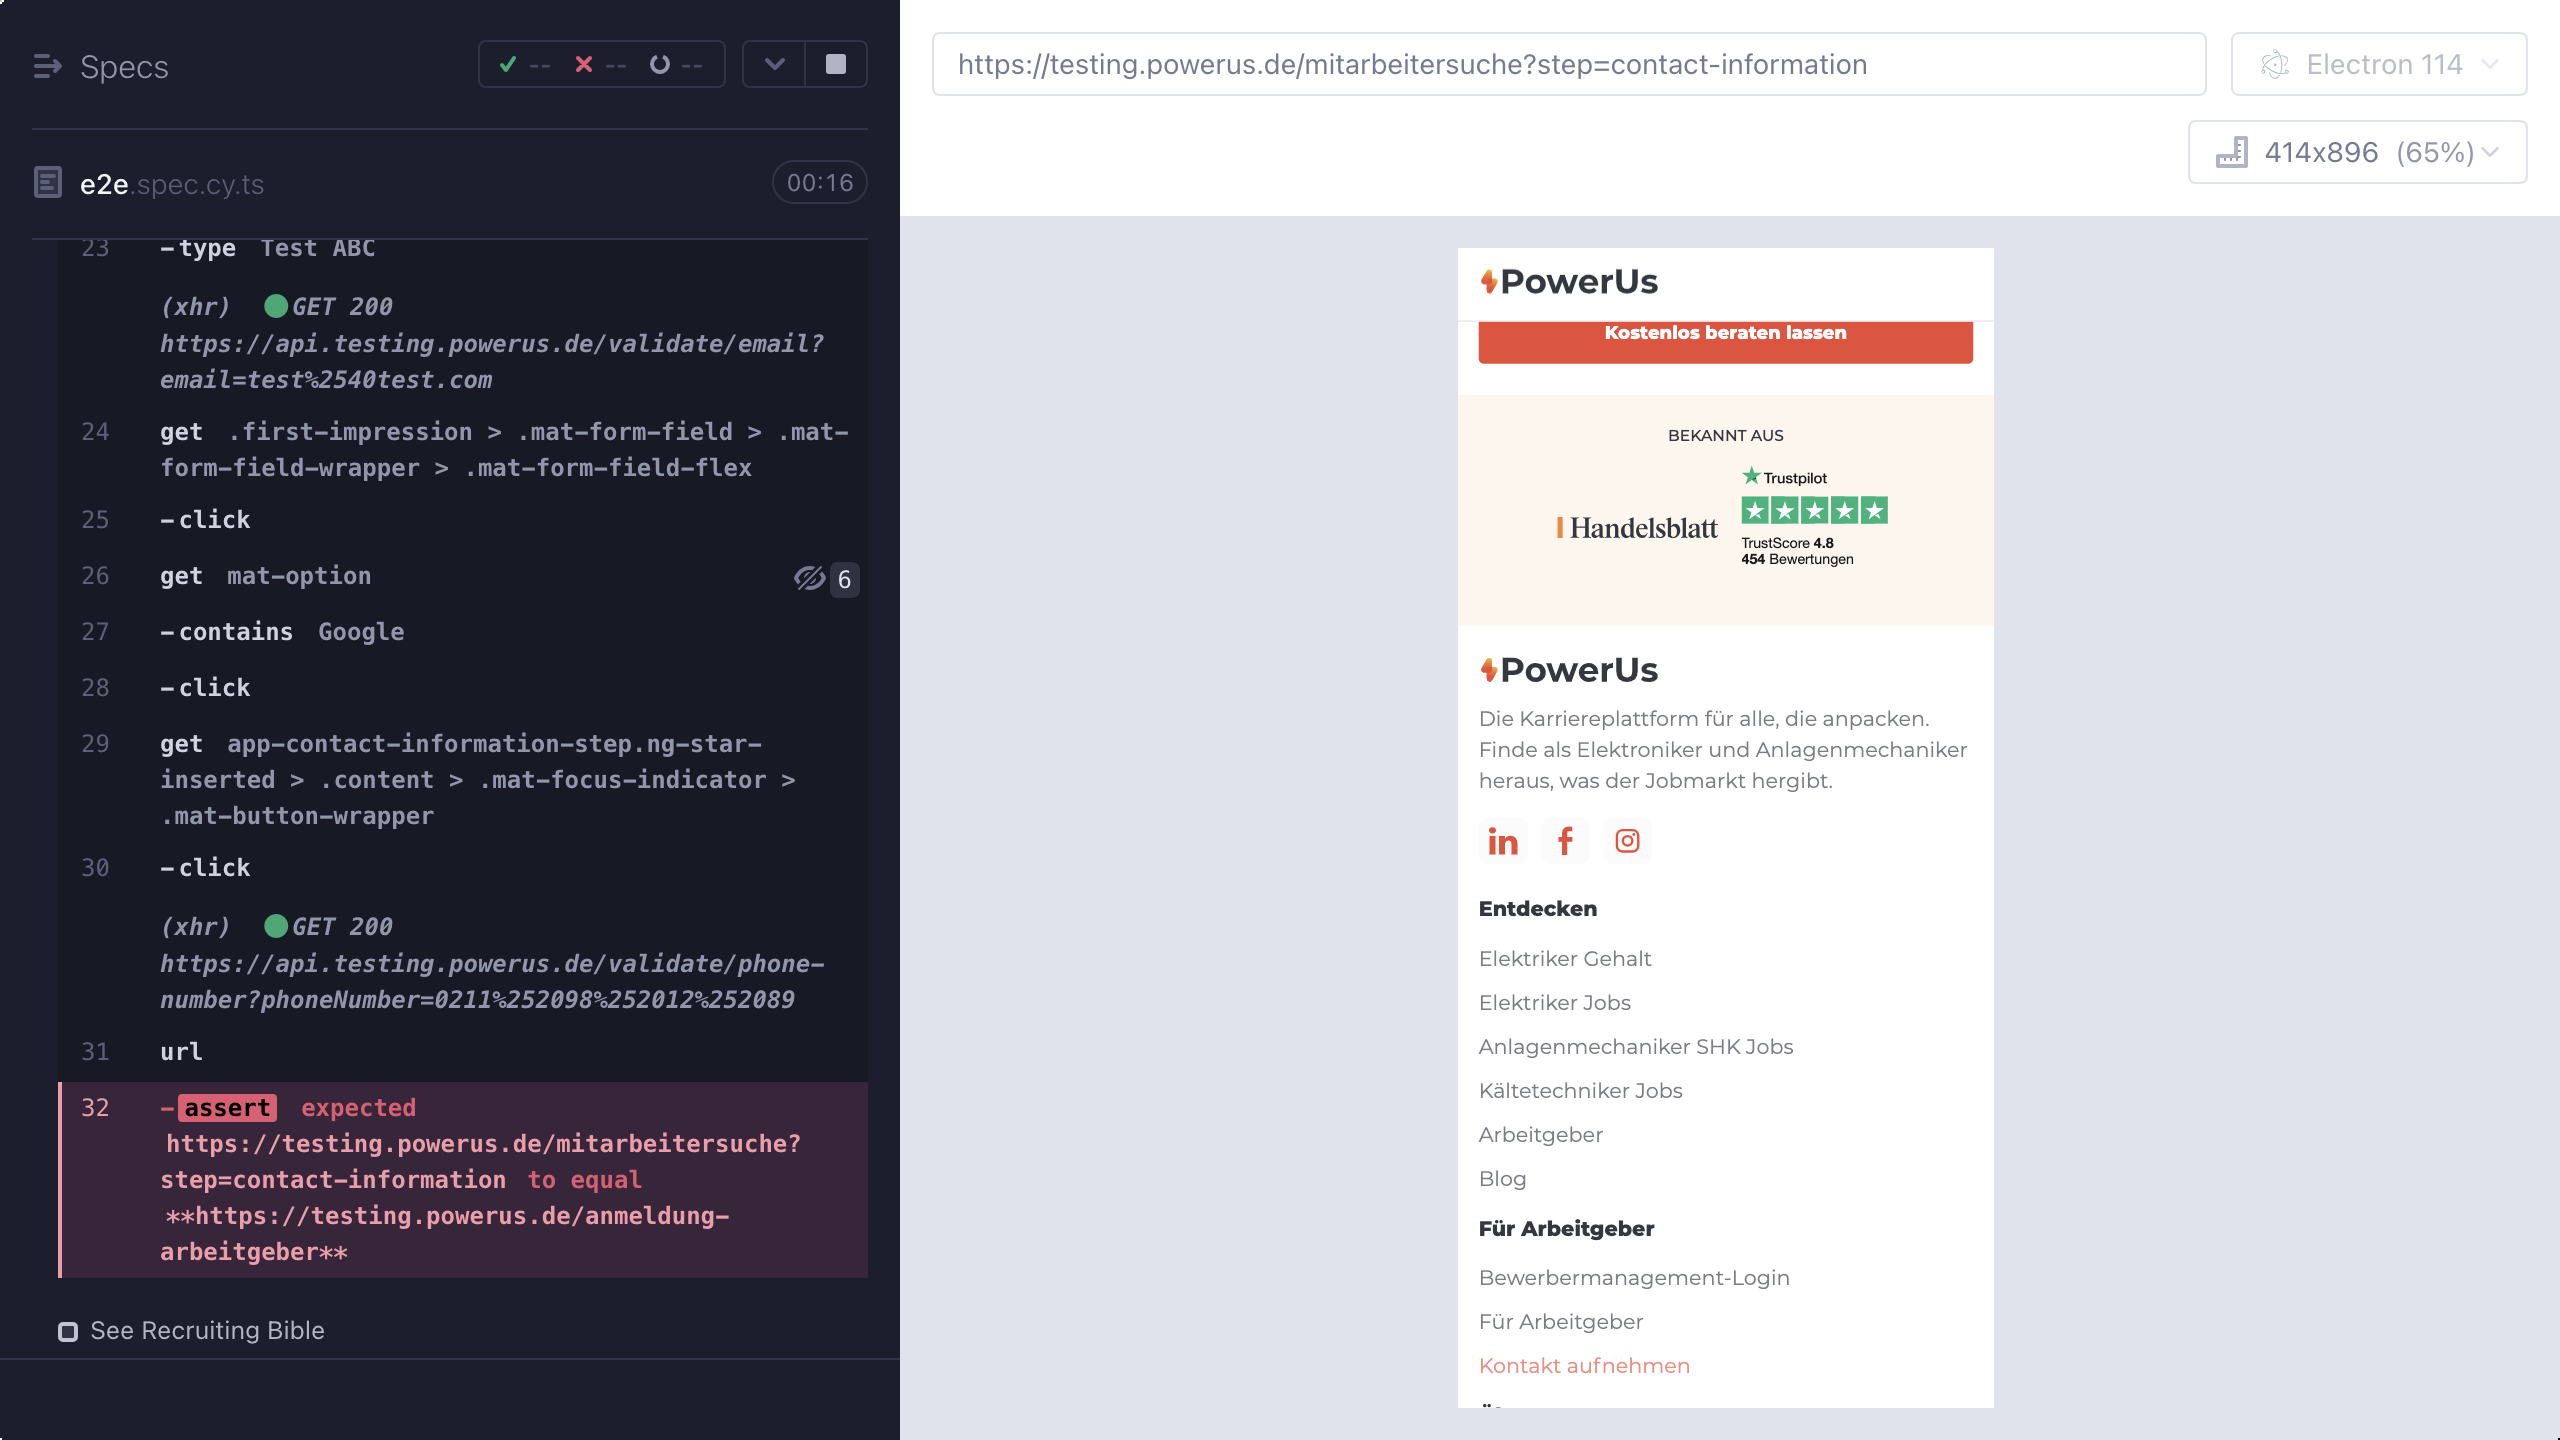 Specs
-- -- --
e2e.spec.cy.ts
00:16
23 -type Test ABC
(xhr) GET 200
https://api.testing.powerus.de/validate/email?
email=test%2540test.com
24 get .first-impression > .mat-form-field > .mat-
form-field-wrapper > .mat-form-field-flex
25 -click
26 get mat-option 6
27 -contains Google
28 -click
29 get app-contact-information-step.ng-star-
inserted > .content > .mat-focus-indicator >
.mat-button-wrapper
30 -click
(xhr) GET 200
https://api.testing.powerus.de/validate/phone-
number?phoneNumber=0211%252098%252012%252089
31 url
32 -assert expected
https://testing.powerus.de/mitarbeitersuche?
step=contact-information to equal
**https://testing.powerus.de/anmeldung-
arbeitgeber**
See Recruiting Bible
https://testing.powerus.de/mitarbeitersuche?step=contact-information
Electron 114
414x896 (65%)
PowerUs
Kostenlos beraten lassen
BEKANNT AUS
Handelsblatt
Trustpilot
TrustScore 4.8
454 Bewertungen
PowerUs
Die Karriereplattform für alle, die anpacken.
Finde als Elektroniker und Anlagenmechaniker
heraus, was der Jobmarkt hergibt.
in f
Entdecken
Elektriker Gehalt
Elektriker Jobs
Anlagenmechaniker SHK Jobs
Kältetechniker Jobs
Arbeitgeber
Blog
Für Arbeitgeber
Bewerbermanagement-Login
Für Arbeitgeber
Kontakt aufnehmen